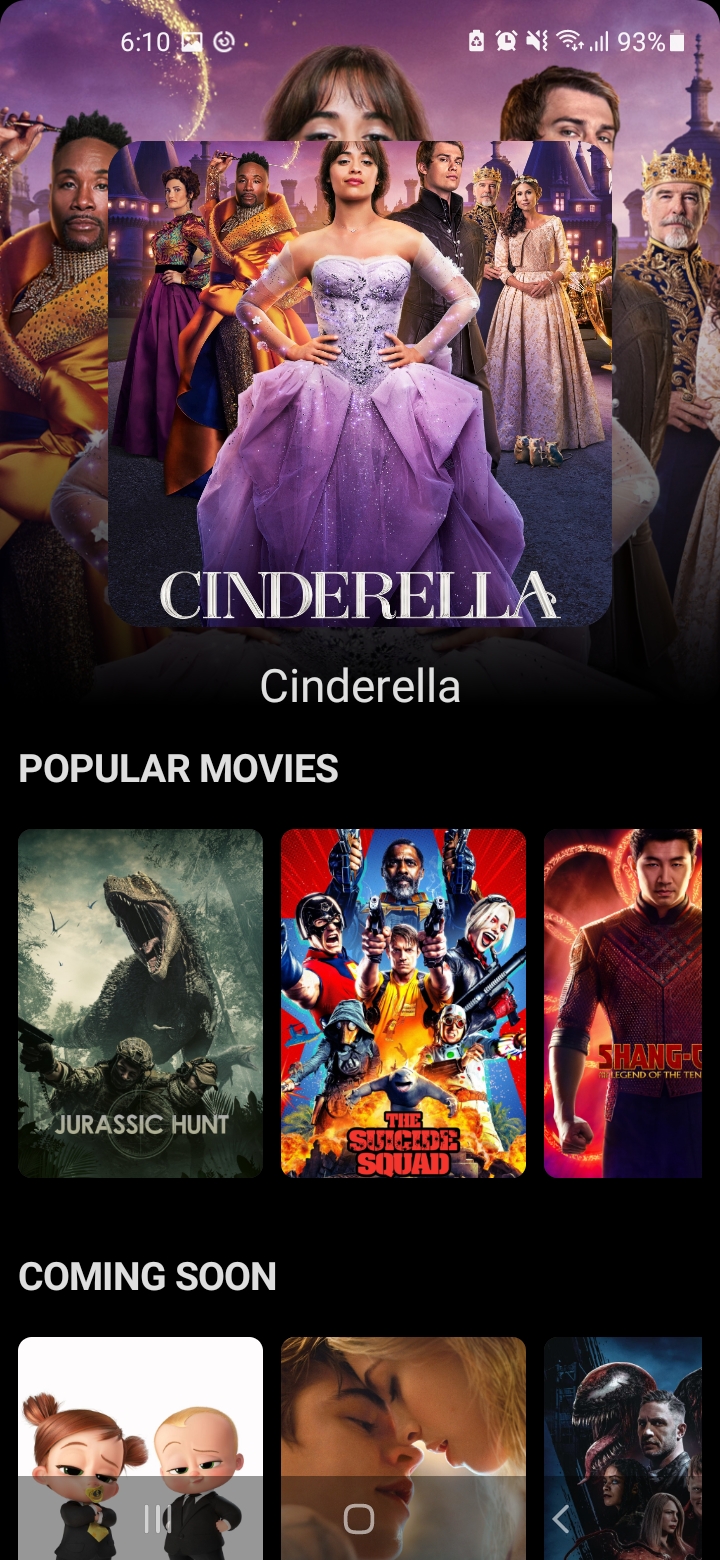 6:10
93%
CINDERELLA
Cinderella
POPULAR MOVIES
JURASSIC HUNT
THE
SUICIDE
SQUAD
SHANG-C
LEGEND OF THE TEN
COMING SOON